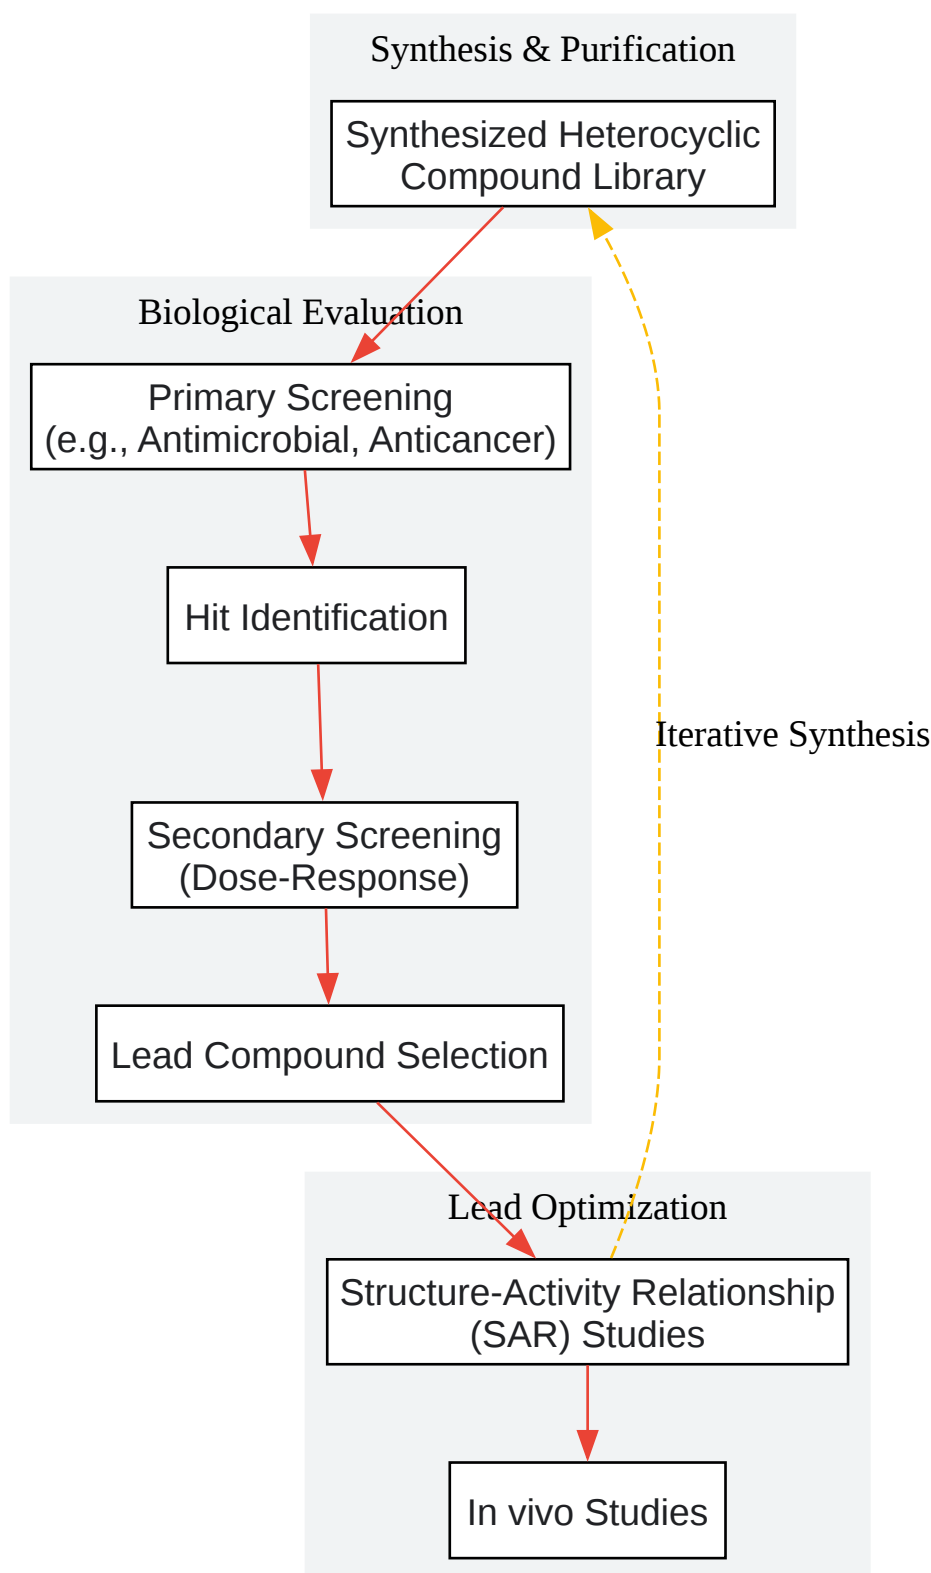 Synthesis & Purification
Synthesized Heterocyclic
Compound Library
Biological Evaluation
Primary Screening
(e.g., Antimicrobial, Anticancer)
Hit Identification
Iterative Synthesis
Secondary Screening
(Dose-Response)
Lead Compound Selection
Lead Optimization
Structure-Activity Relationship
(SAR) Studies
In vivo Studies